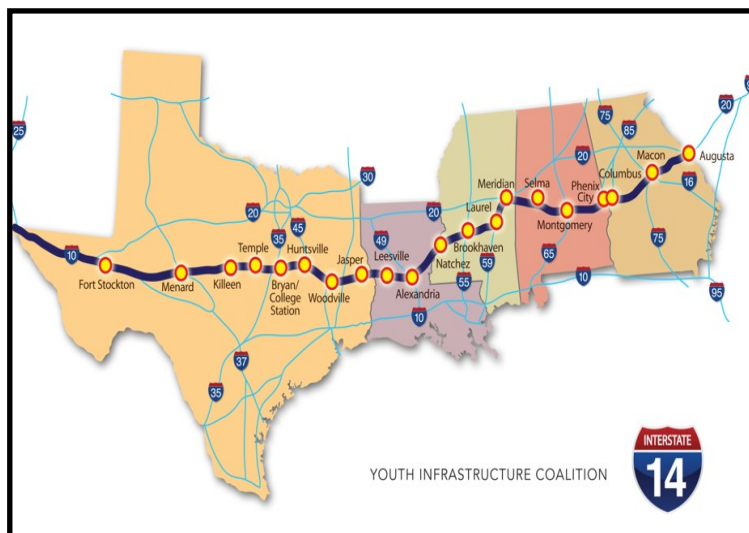 75
20
9
25
85
Macon
30
20
Augusta
Meridian
Selma
Phenix
City
Columbus
16
20
45
20
Laurel
Montgomery
49
Temple
35
Huntsville
Jasper
Leesville
Brookhaven
59
65
75
10
Natchez
10
Fort Stockton
Menard
Killeen
Bryan/
College
Station
Woodville
Alexandria
55
10
95
10
37
35
YOUTH INFRASTRUCTURE COALITION
INTERSTATE
14